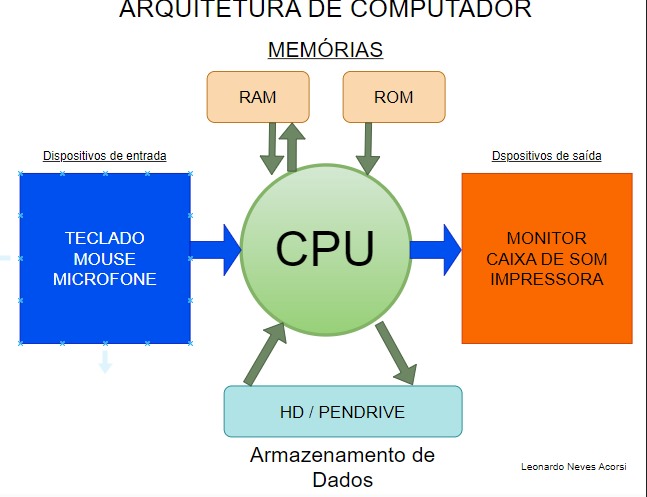 ARQUITETURA DE COMPUTADOR
MEMÓRIAS
RAM
ROM
Dispositivos de entrada
Dspositivos de saída
TECLADO
MOUSE
MICROFONE
CPU
MONITOR
CAIXA DE SOM
IMPRESSORA
HD / PENDRIVE
Armazenamento de
Dados
Leonardo Neves Acorsi